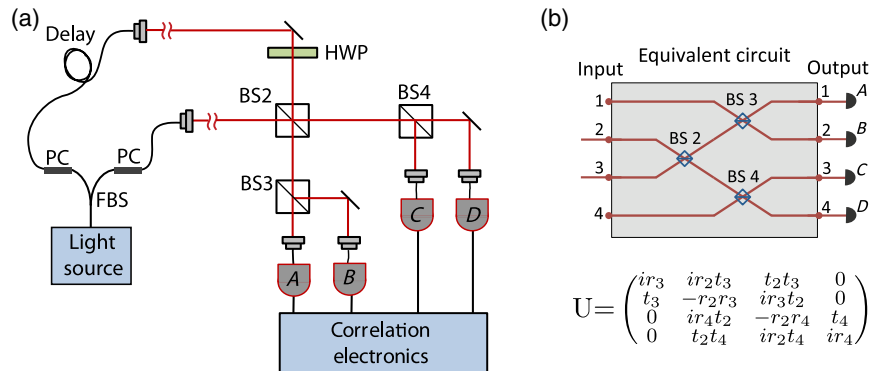 (a)
Delay
HWP
BS2
BS4
PC
PC
FBS
BS3
C
D
Light
source
A
B
Correlation
electronics
(b)
Equivalent circuit
Input
Output
1
BS 3
1
A
2
BS 2
2
B
3
BS 4
3
C
4
4
D
U= ( ir₃ ir₂t₃ t₂t₃ 0
t₃ -r₂r₃ ir₃t₂ 0
0 ir₄t₂ -r₂r₄ t₄
0 t₂t₄ ir₂t₄ ir₄ )